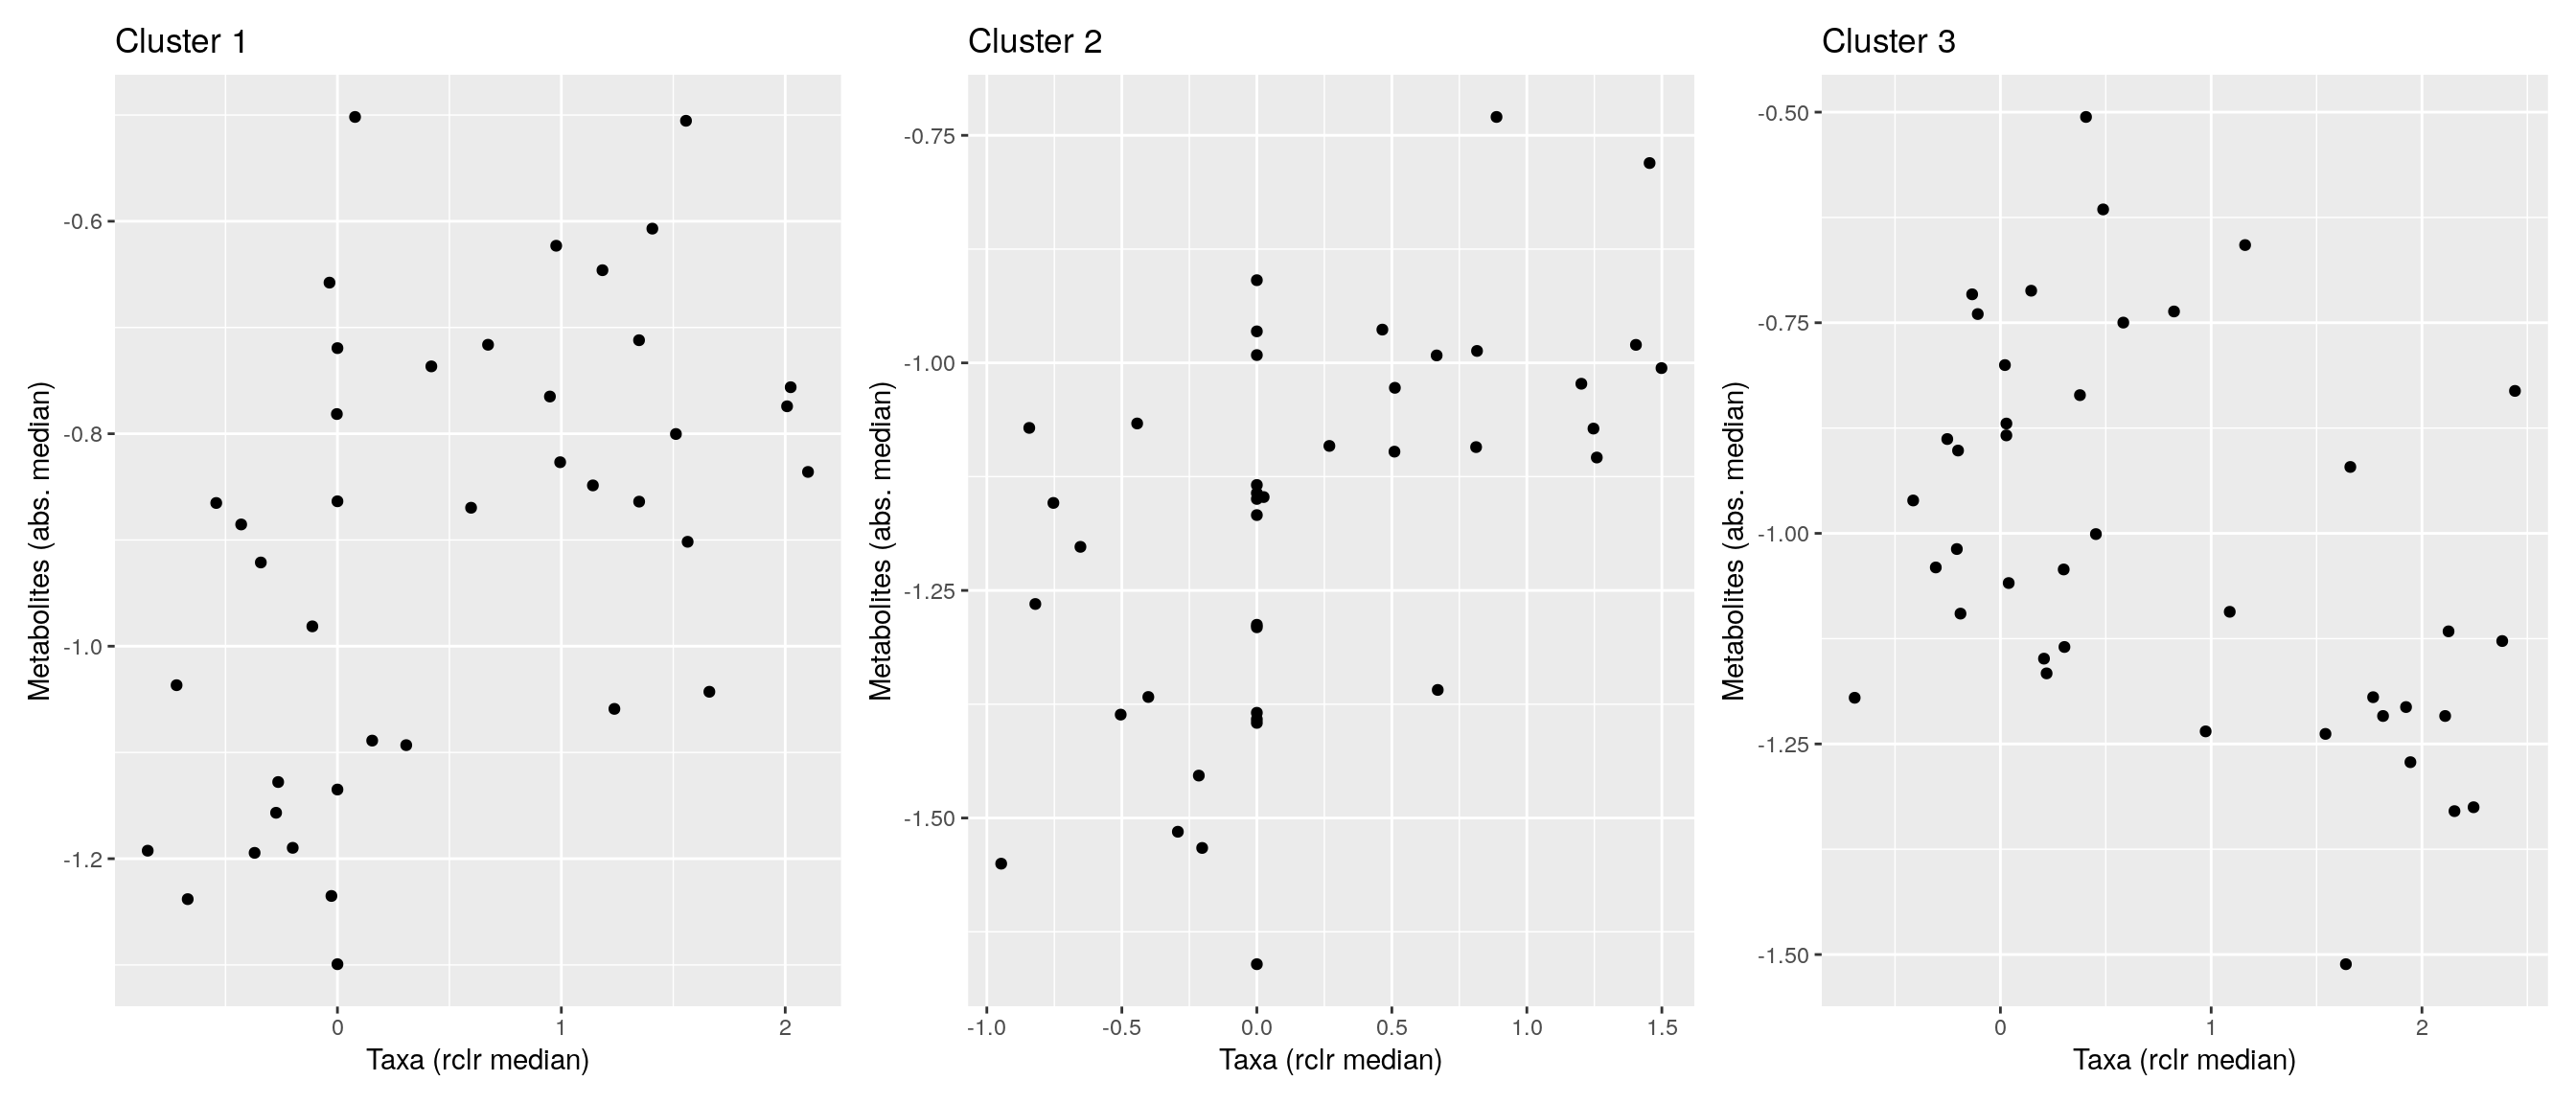 Cluster 1
Metabolites (abs. median)
-0.6
-0.8
-1.0
-1.2
0 1 2
Taxa (rclr median)
Cluster 2
Metabolites (abs. median)
-0.75
-1.00
-1.25
-1.50
-1.0 -0.5 0.0 0.5 1.0 1.5
Taxa (rclr median)
Cluster 3
Metabolites (abs. median)
-0.50
-0.75
-1.00
-1.25
-1.50
0 1 2
Taxa (rclr median)